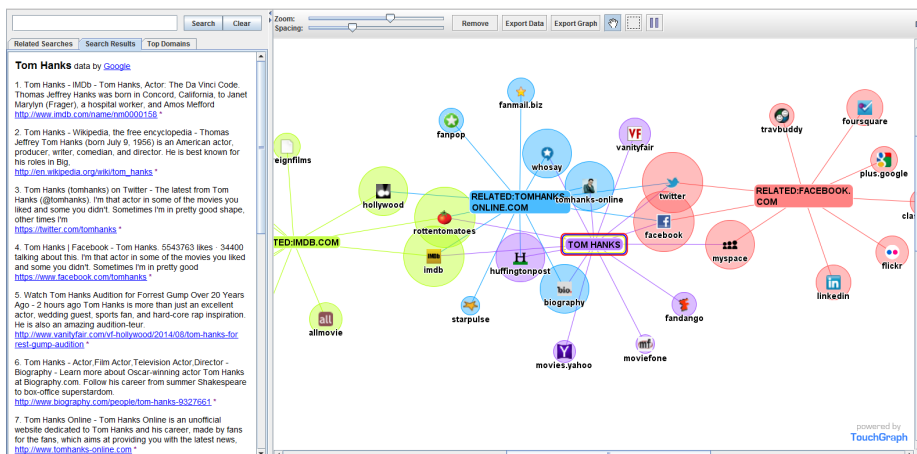 Search Clear
Related Searches Search Results Top Domains
Tom Hanks data by Google
1. Tom Hanks - IMDb - Tom Hanks, Actor: The Da Vinci Code.
Thomas Jeffrey Hanks was born in Concord, California, to Janet
Marylyn (Frager), a hospital worker, and Amos Mefford
http://www.imdb.com/name/nm0000158 *
2. Tom Hanks - Wikipedia, the free encyclopedia - Thomas
Jeffrey Tom Hanks (born July 9, 1956) is an American actor,
producer, writer, comedian, and director. He is best known for
his roles in Big,
http://en.wikipedia.org/wiki/tom_hanks *
3. Tom Hanks (tomhanks) on Twitter - The latest from Tom
Hanks (@tomhanks). I'm that actor in some of the movies you
liked and some you didn't. Sometimes I'm in pretty good shape,
other times I'm
https://twitter.com/tomhanks *
4. Tom Hanks | Facebook - Tom Hanks. 5543763 likes · 34400
talking about this. I'm that actor in some of the movies you liked
and some you didn't. Sometimes I'm in pretty good
https://www.facebook.com/tomhanks *
5. Watch Tom Hanks Audition for Forrest Gump Over 20 Years
Ago - 2 hours ago Tom Hanks is more than just an excellent
actor, wedding guest, sports fan, and hard-core rap inspiration.
He is also an amazing audition-teur.
http://www.vanityfair.com/vf-hollywood/2014/08/tom-hanks-for
rest-gump-audition *
6. Tom Hanks - Actor,Film Actor,Television Actor,Director -
Biography - Learn more about Oscar-winning actor Tom Hanks
at Biography.com. Follow his career from summer Shakespeare
to box-office superstardom.
http://www.biography.com/people/tom-hanks-9327661 *
7. Tom Hanks Online - Tom Hanks Online is an unofficial
website dedicated to Tom Hanks and his career, made by fans
for the fans, which aims at providing you with the latest news,
http://www.tomhanks-online.com *
Zoom:
Spacing:
Remove Export Data Export Graph
fanmail.biz
fanpop
VF
vanityfair
travbuddy
foursquare
reignfilms
whosay
plus.google
hollywood
RELATED:TOMHANKS
ONLINE.COM
tomhanks-online
twitter
RELATED:FACEBOOK.
COM
clas
rottentomatoes
facebook
TED:IMDB.COM
TOM HANKS
IMDb
imdb
H
huffingtonpost
myspace
flickr
bio.
biography
in
linkedin
starpulse
fandango
all
allmovie
Y
movies.yahoo
mf.
moviefone
powered by
TouchGraph